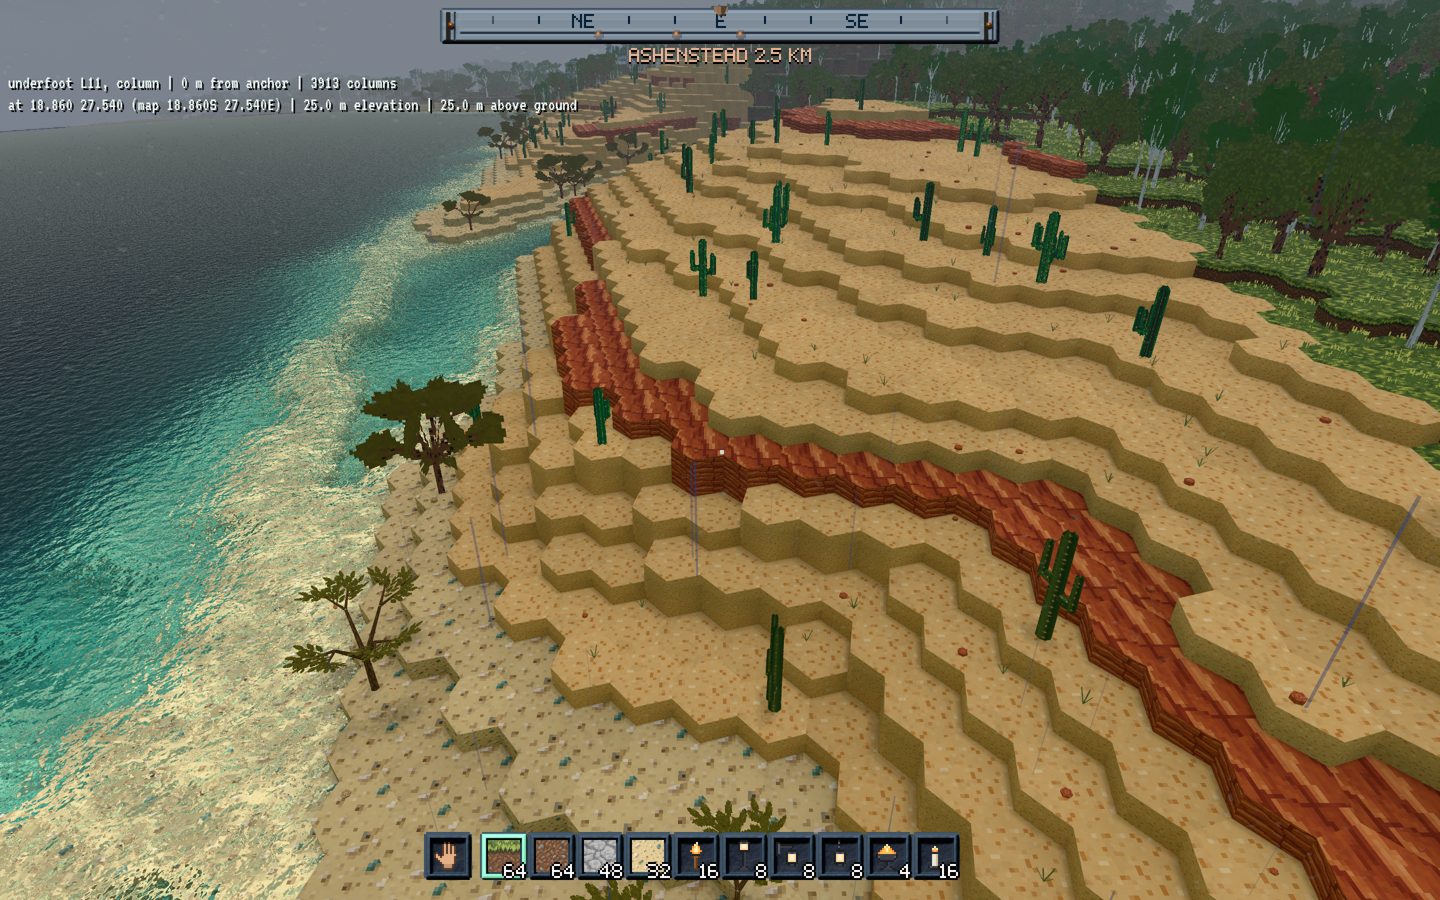 NE E SE
ASHENSTEAD 2.5 KM
underfoot L11, column | 0 m from anchor | 3913 columns
at 18.860 27.540 (map 18.860S 27.540E) | 25.0 m elevation | 25.0 m above ground
64 64 48 32 16 8 8 8 4 16